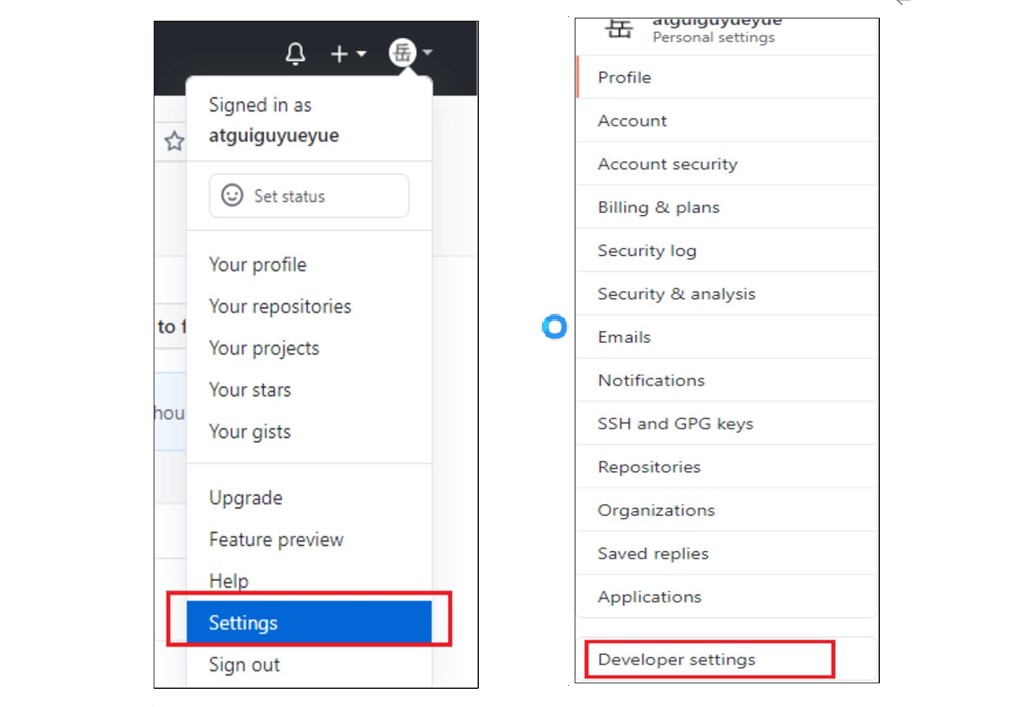 岳
Signed in as
atguiguyueyue
Set status
Your profile
Your repositories
to f
Your projects
Your stars
hou
Your gists
Upgrade
Feature preview
Help
Settings
Sign out
岳
atguiguyueyue
Personal settings
Profile
Account
Account security
Billing & plans
Security log
Security & analysis
Emails
Notifications
SSH and GPG keys
Repositories
Organizations
Saved replies
Applications
Developer settings